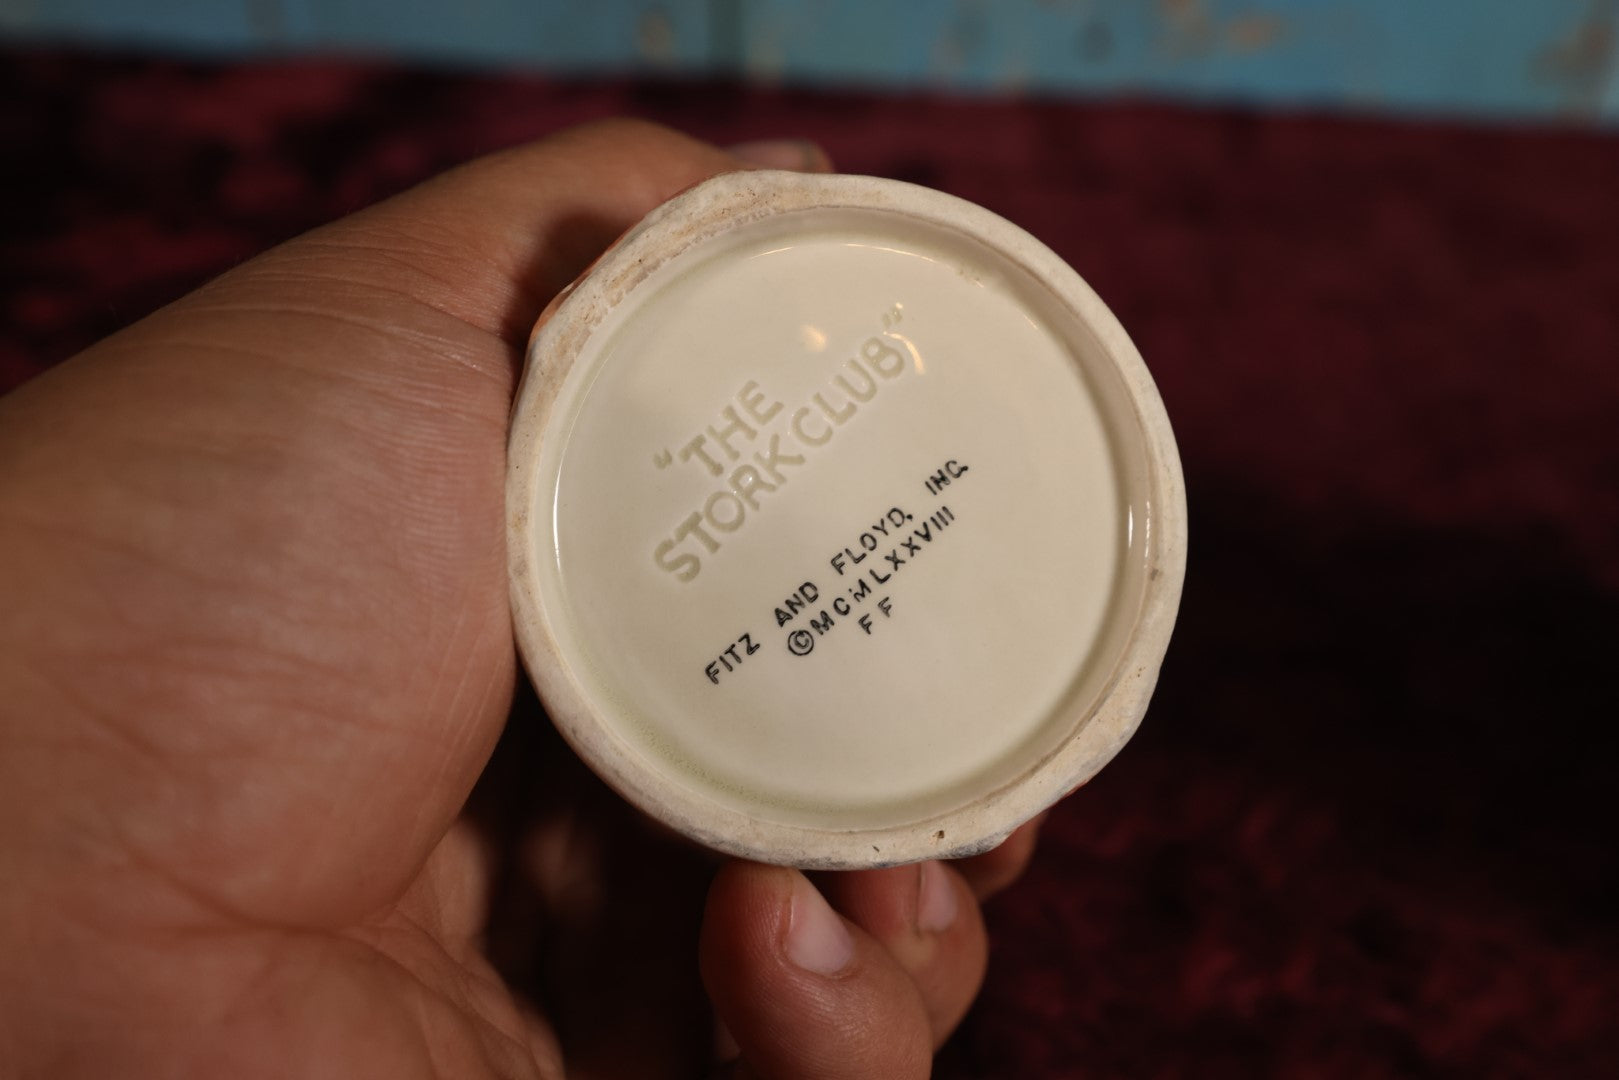 “THE
STORK CLUB”
FITZ AND FLOYD, INC.
©MCMLXXVIII
FF